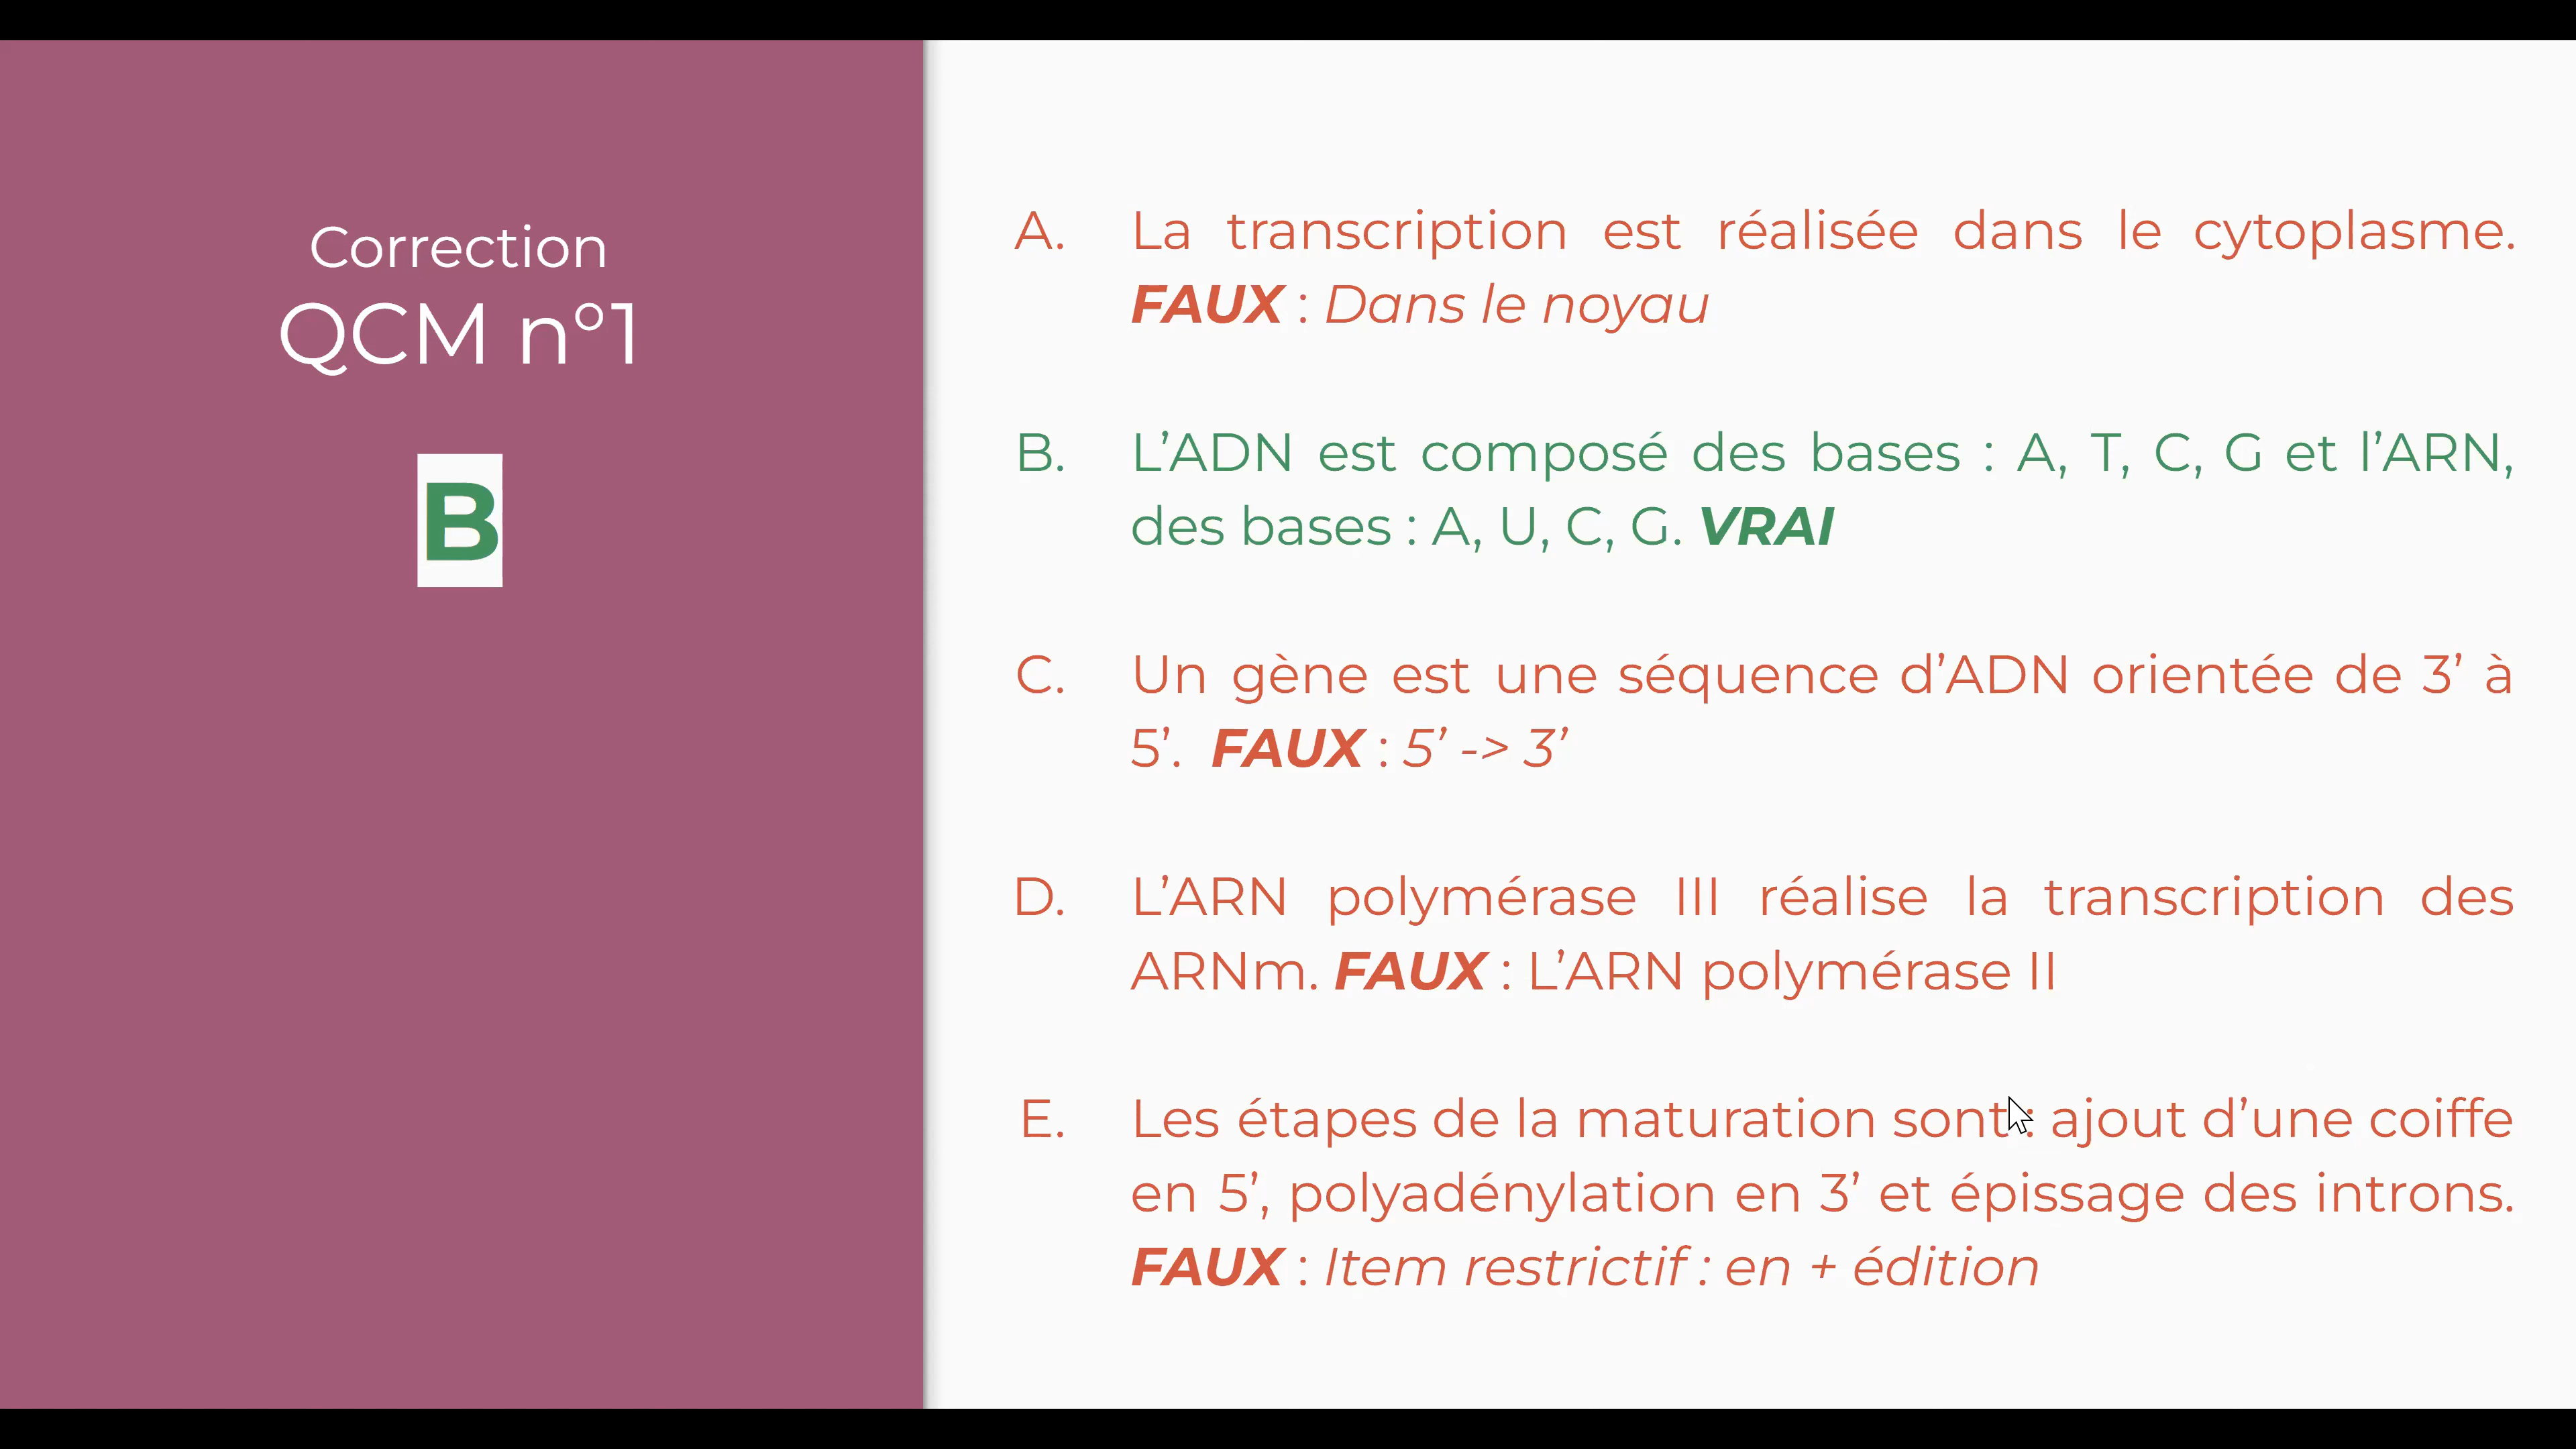 Correction
QCM n°1
B
A. La transcription est réalisée dans le cytoplasme.
FAUX : Dans le noyau
B. L’ADN est composé des bases : A, T, C, G et l’ARN,
des bases : A, U, C, G. VRAI
C. Un gène est une séquence d’ADN orientée de 3’ à
5’. FAUX : 5’ -> 3’
D. L’ARN polymérase III réalise la transcription des
ARNm. FAUX : L’ARN polymérase II
E. Les étapes de la maturation sont : ajout d’une coiffe
en 5’, polyadénylation en 3’ et épissage des introns.
FAUX : Item restrictif : en + édition